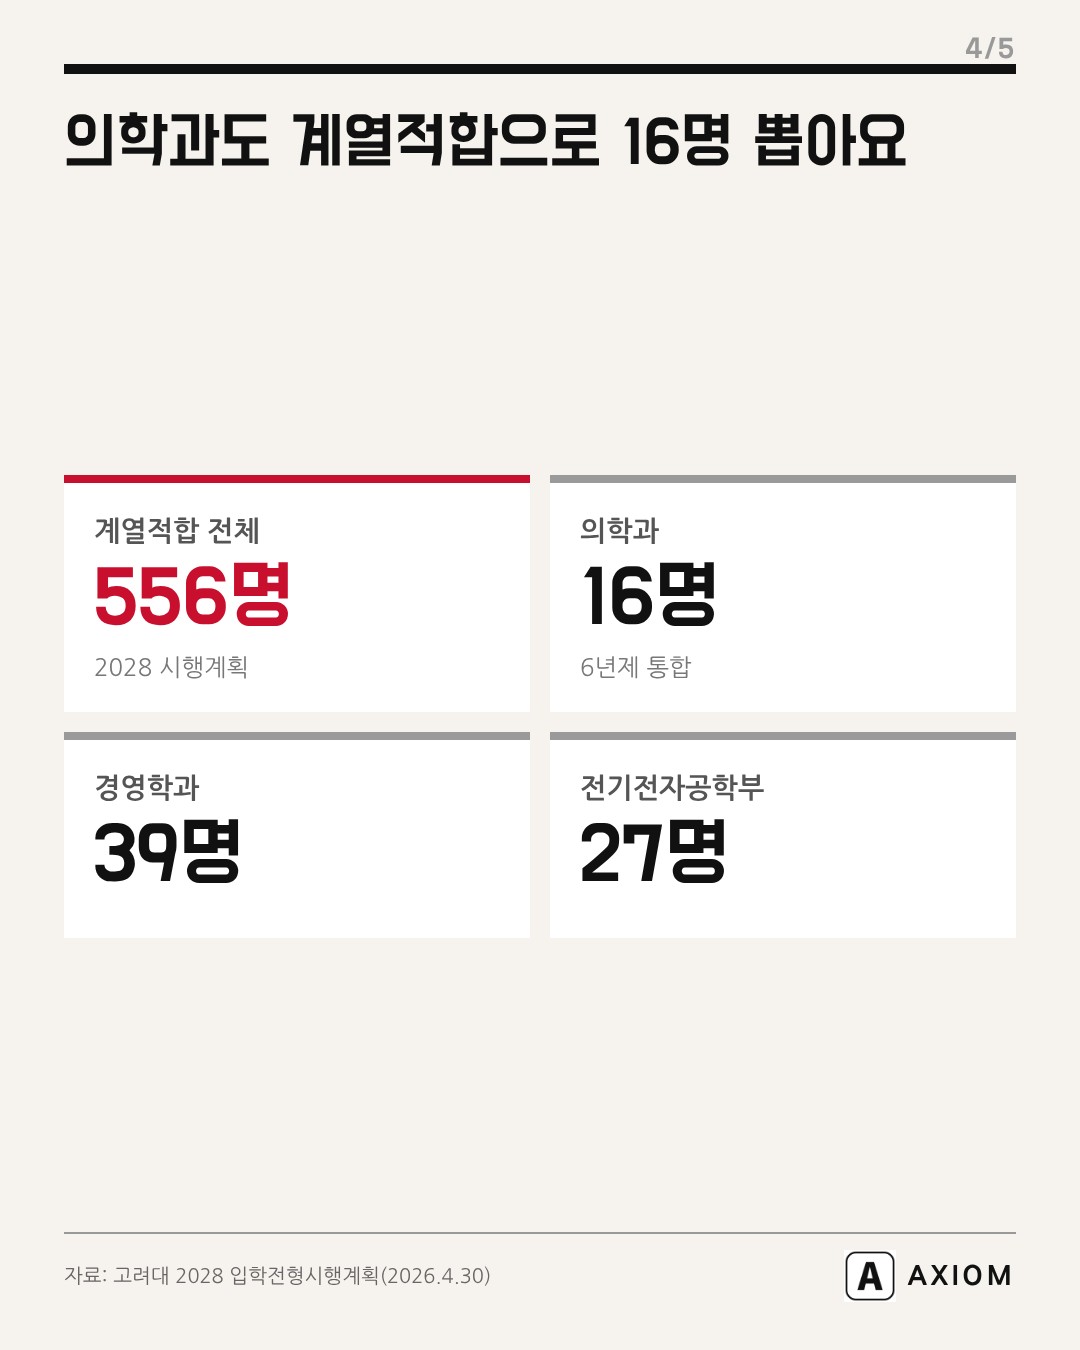 4/5
의학과도 계열적합으로 16명 뽑아요
계열적합 전체
556명
2028 시행계획
의학과
16명
6년제 통합
경영학과
39명
전기전자공학부
27명
자료: 고려대 2028 입학전형시행계획(2026.4.30)
A AXIOM